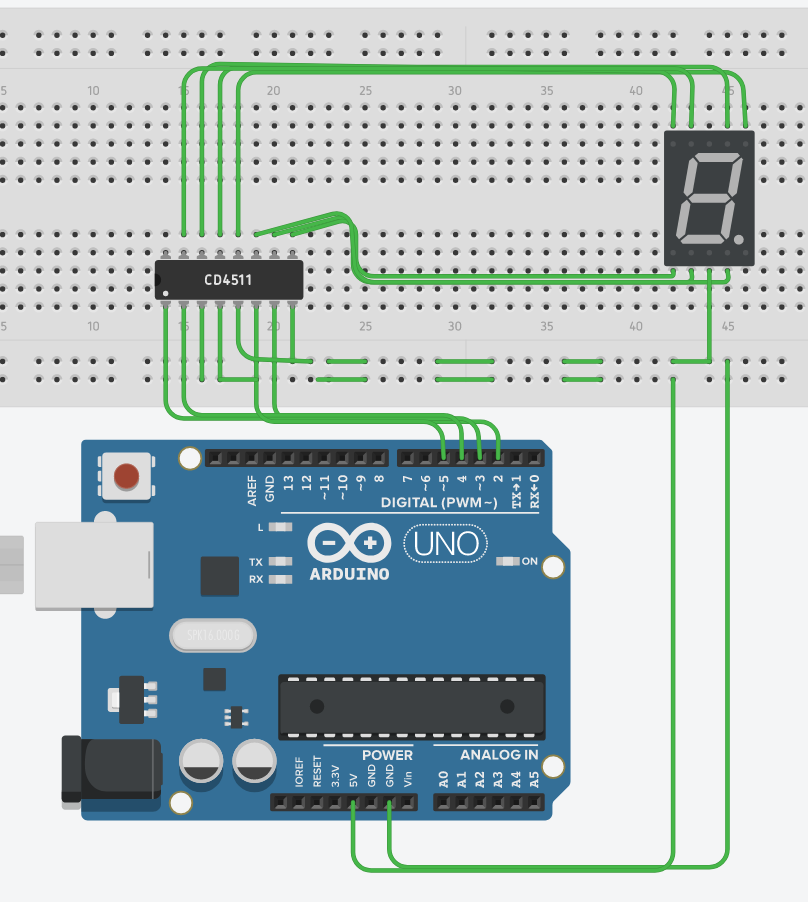 5 10 15 20 25 30 35 40 45
CD4511
5 10 15 20 25 30 35 40 45
AREF GND 13 12 ~11 ~10 ~9 8 7 ~6 ~5 4 ~3 2 TX→1 RX←0
DIGITAL (PWM~)
L
TX
RX
UNO
ON
ARDUINO
SPK16.000G
POWER ANALOG IN
IOREF RESET 3.3V 5V GND GND Vin A0 A1 A2 A3 A4 A5